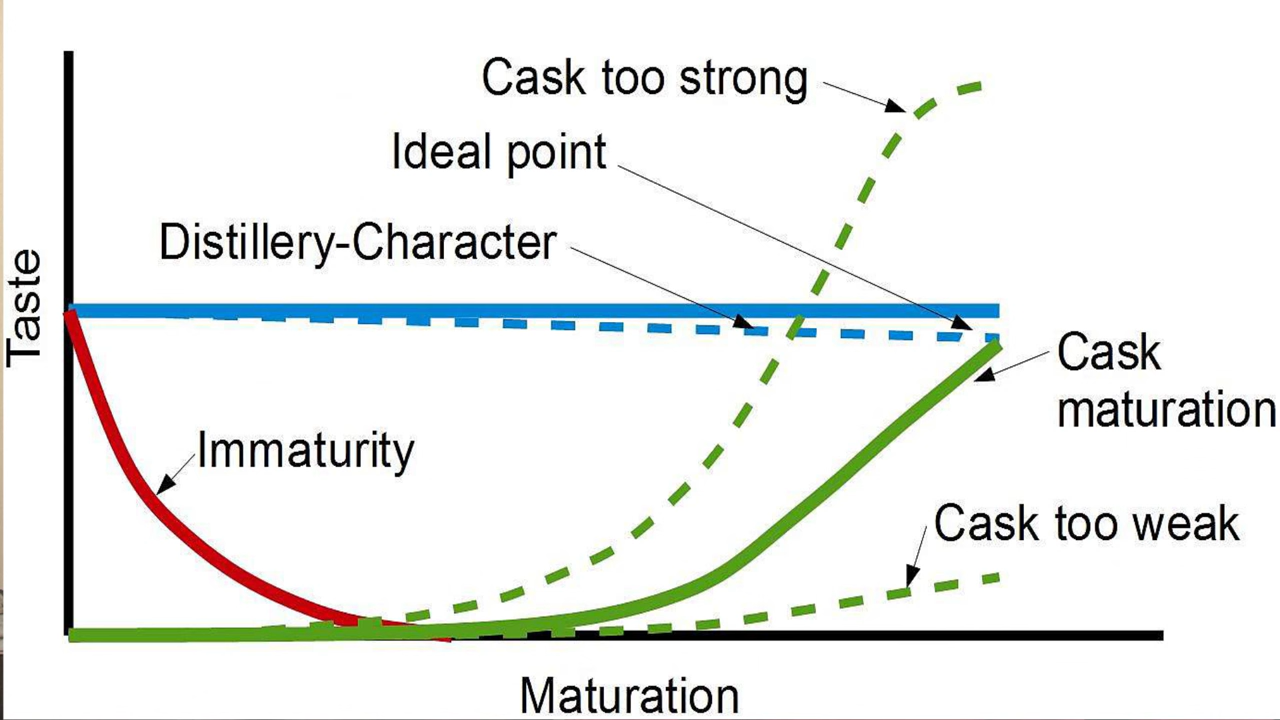 Cask too strong
Ideal point
Distillery-Character
Taste
Cask
maturation
Immaturity
Cask too weak
Maturation